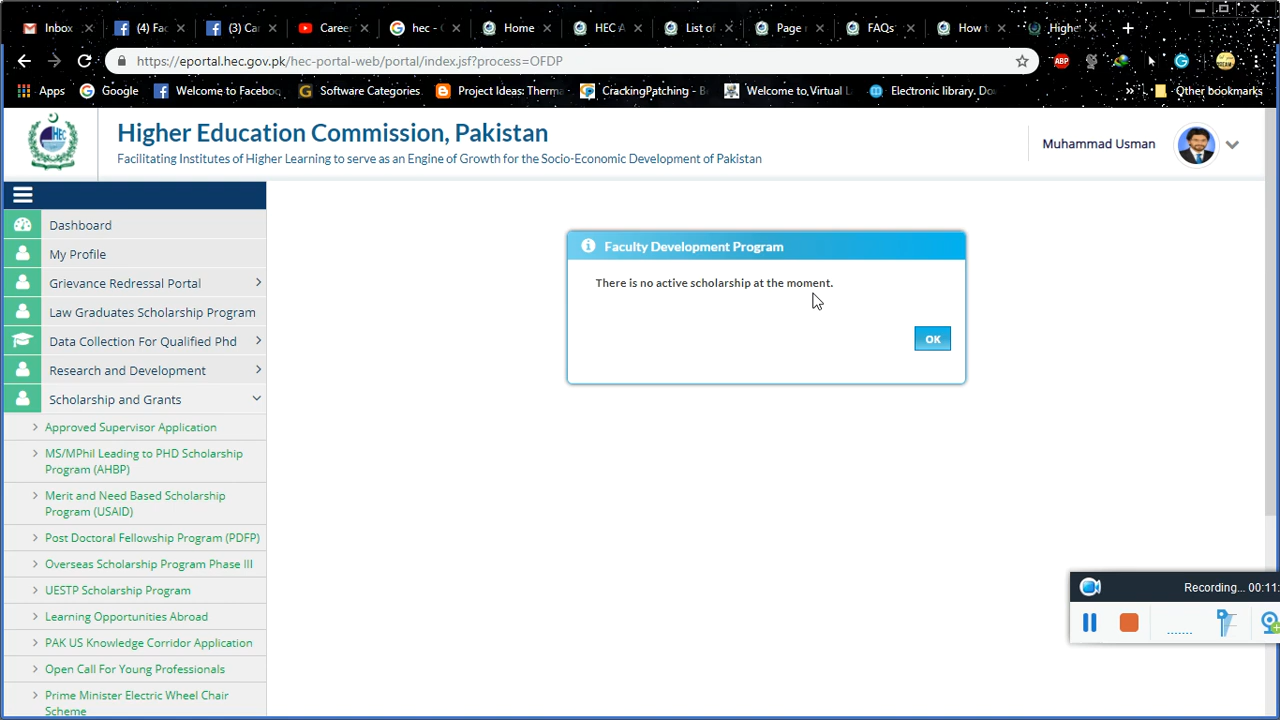 Inbox
(4) Fac
(3) Ca
Caree
hec -
Home
HEC A
List of
Page
FAQs
How t
Highe
https://eportal.hec.gov.pk/hec-portal-web/portal/index.jsf?process=OFDP
ABP
Apps
Google
Welcome to Faceboo
Software Categories
Project Ideas: Therma
CrackingPatching - Be
Welcome to Virtual L
Electronic library. Do
»
Other bookmarks
Higher Education Commission, Pakistan
Facilitating Institutes of Higher Learning to serve as an Engine of Growth for the Socio-Economic Development of Pakistan
Muhammad Usman
HEC
Dashboard
My Profile
Grievance Redressal Portal
Law Graduates Scholarship Program
Data Collection For Qualified Phd
Research and Development
Scholarship and Grants
Approved Supervisor Application
MS/MPhil Leading to PHD Scholarship
Program (AHBP)
Merit and Need Based Scholarship
Program (USAID)
Post Doctoral Fellowship Program (PDFP)
Overseas Scholarship Program Phase III
UESTP Scholarship Program
Learning Opportunities Abroad
PAK US Knowledge Corridor Application
Open Call For Young Professionals
Prime Minister Electric Wheel Chair
Scheme
Faculty Development Program
There is no active scholarship at the moment.
OK
Recording... 00:11: